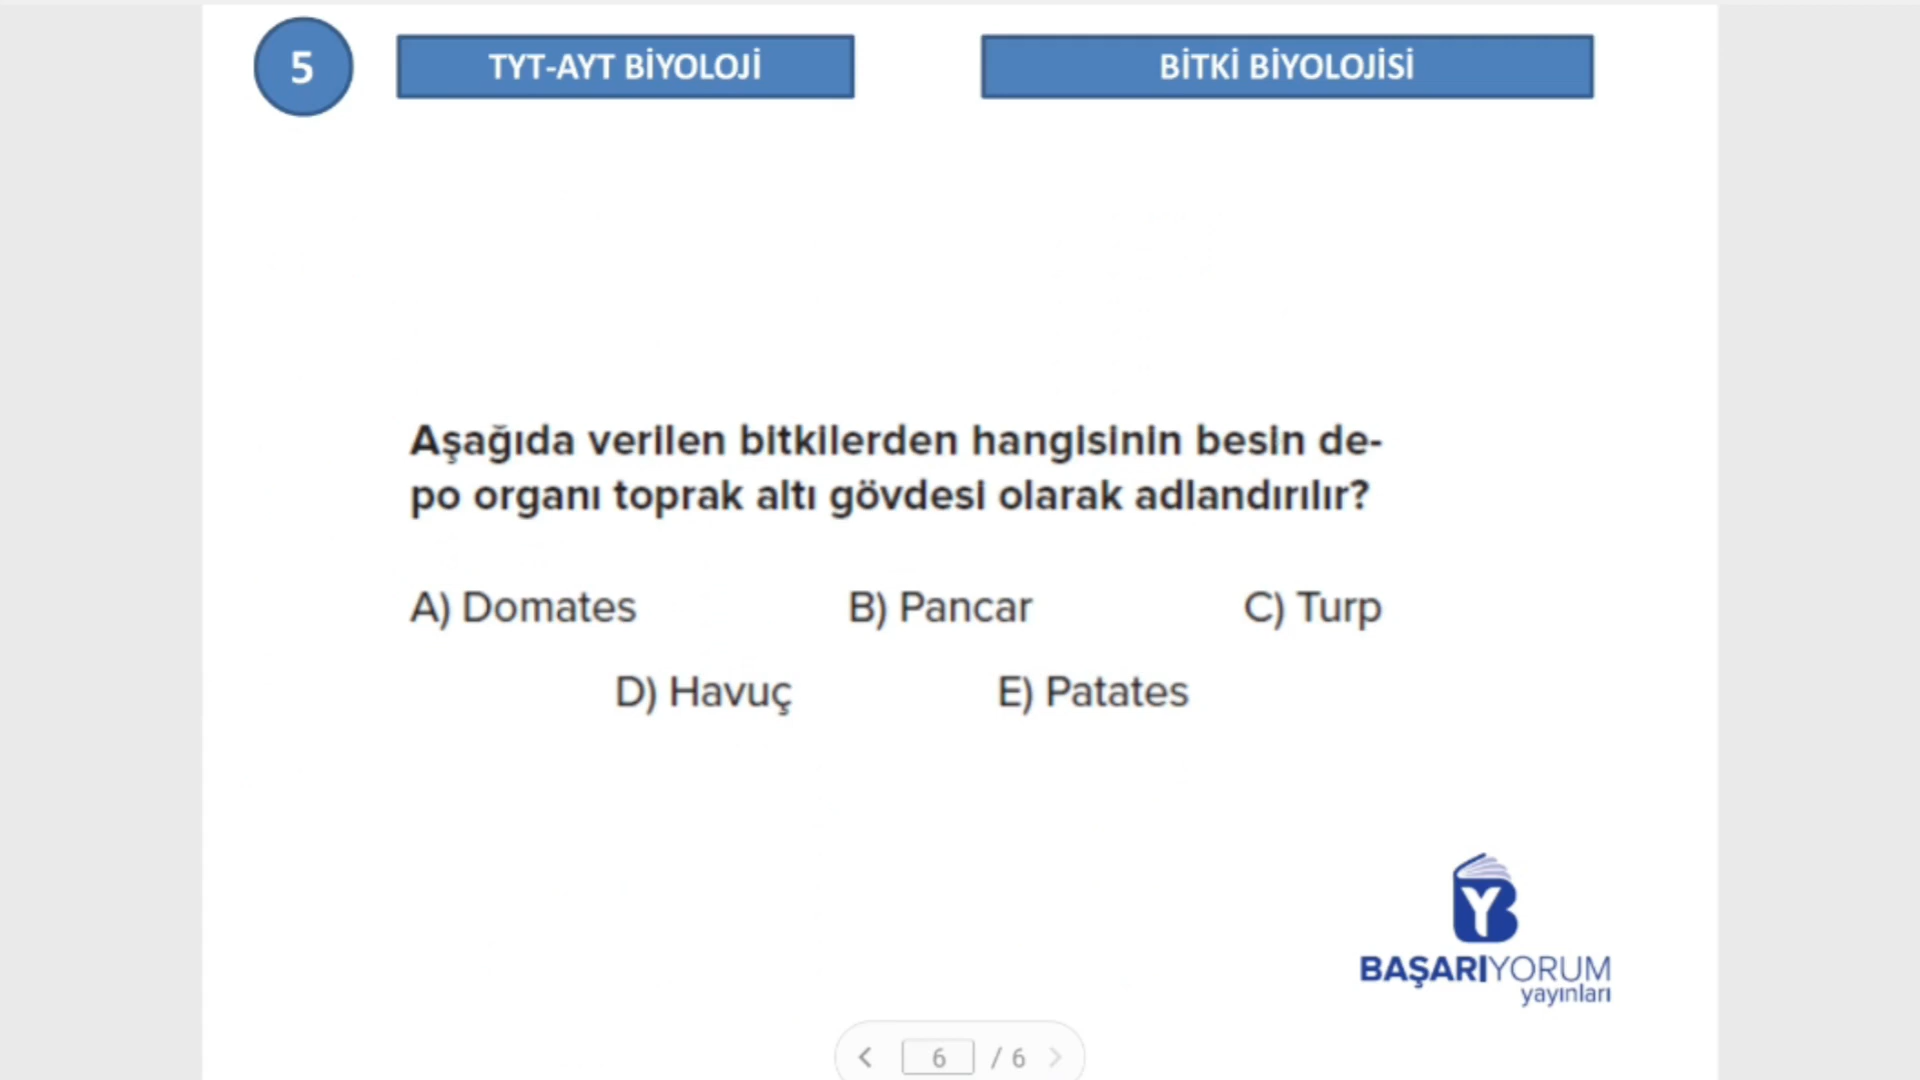 5
TYT-AYT BİYOLOJİ
BİTKİ BİYOLOJİSİ
Aşağıda verilen bitkilerden hangisinin besin de-
po organı toprak altı gövdesi olarak adlandırılır?
A) Domates B) Pancar C) Turp
D) Havuç E) Patates
BAŞARIYORUM
yayınları
6 / 6